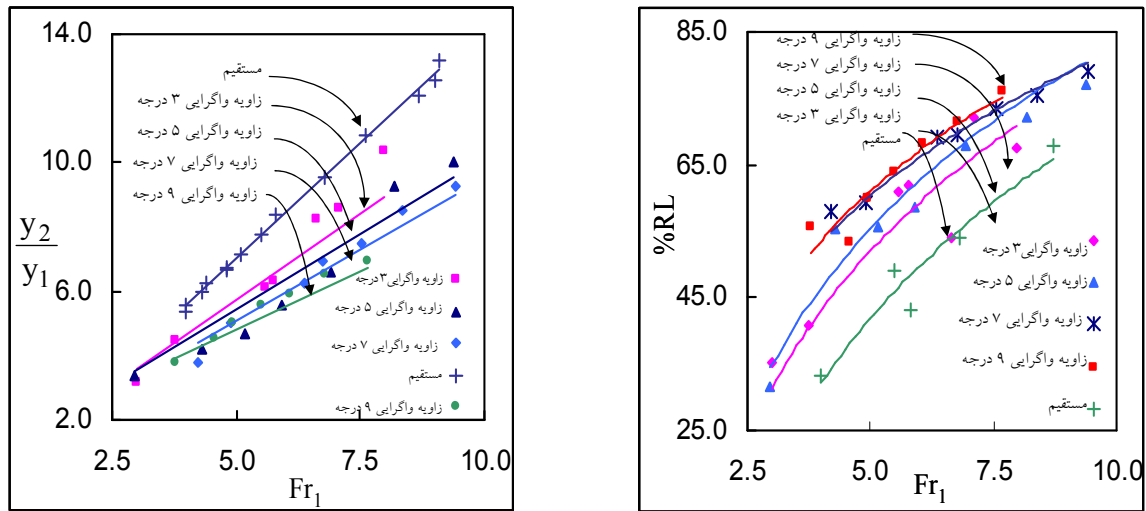 14.0
10.0
6.0
2.0
y2
y1
2.5 5.0 7.5 10.0
Fr1
مستقیم
زاویه واگرایی ۳ درجه
زاویه واگرایی ۵ درجه
زاویه واگرایی ۷ درجه
زاویه واگرایی ۹ درجه
زاویه واگرایی۳درجه
زاویه واگرایی ۵ درجه
زاویه واگرایی ۷ درجه
مستقیم
زاویه واگرایی ۹ درجه
85.0
65.0
45.0
25.0
%RL
2.5 5.0 7.5 10.0
Fr1
زاویه واگرایی ۹ درجه
زاویه واگرایی ۷ درجه
زاویه واگرایی ۵ درجه
زاویه واگرایی ۳ درجه
مستقیم
زاویه واگرایی۳درجه
زاویه واگرایی ۵ درجه
زاویه واگرایی ۷ درجه
زاویه واگرایی ۹ درجه
مستقیم